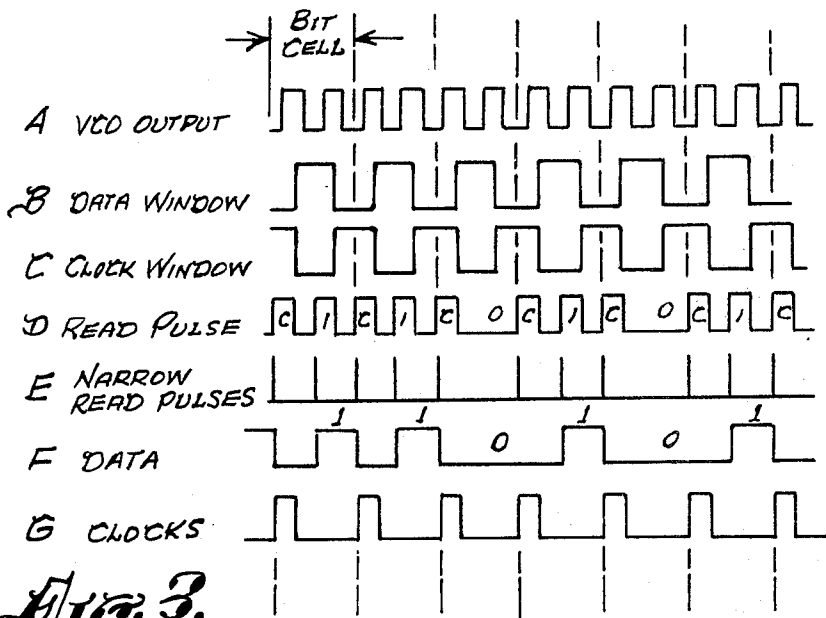 BIT
CELL
A VCO OUTPUT
B DATA WINDOW
C CLOCK WINDOW
D READ PULSE C 1 C 1 C 0 C 1 C 0 C 1 C
E NARROW
READ PULSES
1 1 1 1
F DATA 0 0
G CLOCKS
Fig. 3.